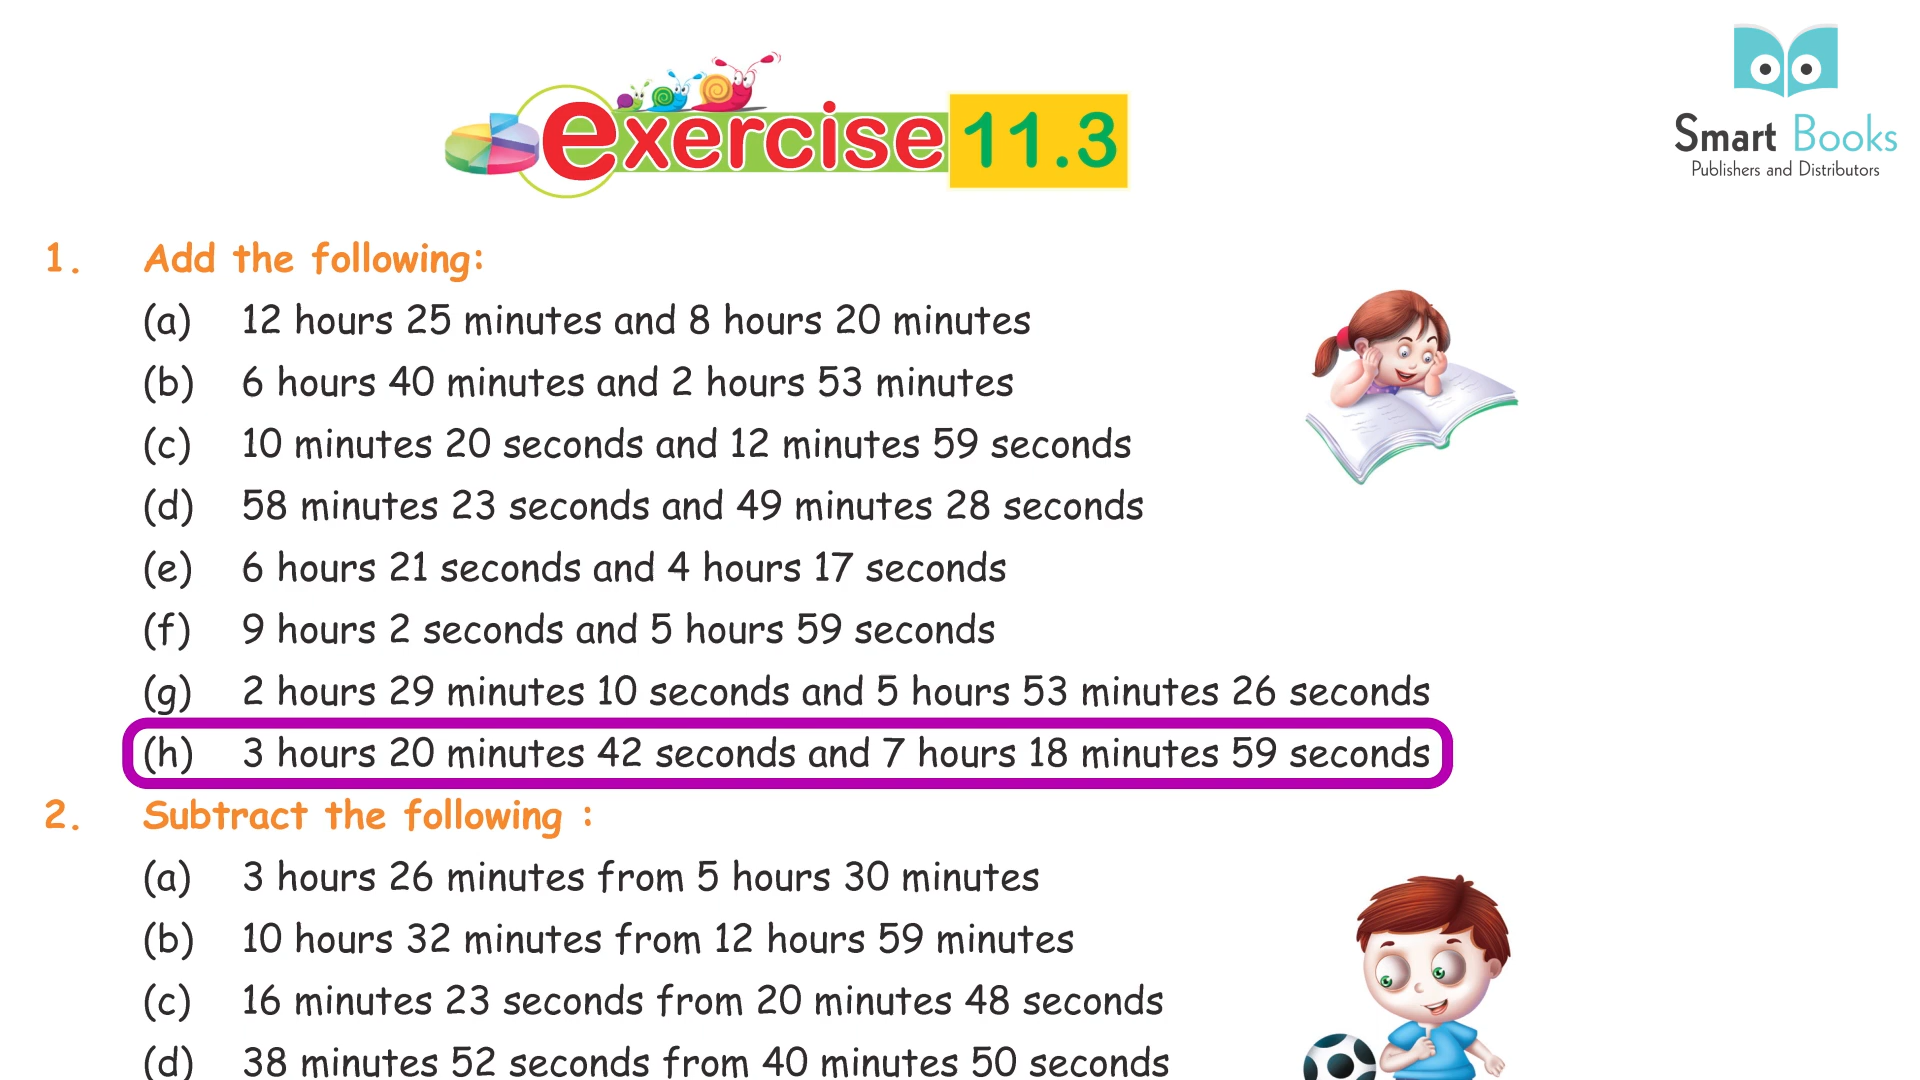 exercise 11.3
Smart Books
Publishers and Distributors
1. Add the following:
(a) 12 hours 25 minutes and 8 hours 20 minutes
(b) 6 hours 40 minutes and 2 hours 53 minutes
(c) 10 minutes 20 seconds and 12 minutes 59 seconds
(d) 58 minutes 23 seconds and 49 minutes 28 seconds
(e) 6 hours 21 seconds and 4 hours 17 seconds
(f) 9 hours 2 seconds and 5 hours 59 seconds
(g) 2 hours 29 minutes 10 seconds and 5 hours 53 minutes 26 seconds
(h) 3 hours 20 minutes 42 seconds and 7 hours 18 minutes 59 seconds
2. Subtract the following :
(a) 3 hours 26 minutes from 5 hours 30 minutes
(b) 10 hours 32 minutes from 12 hours 59 minutes
(c) 16 minutes 23 seconds from 20 minutes 48 seconds
(d) 38 minutes 52 seconds from 40 minutes 50 seconds